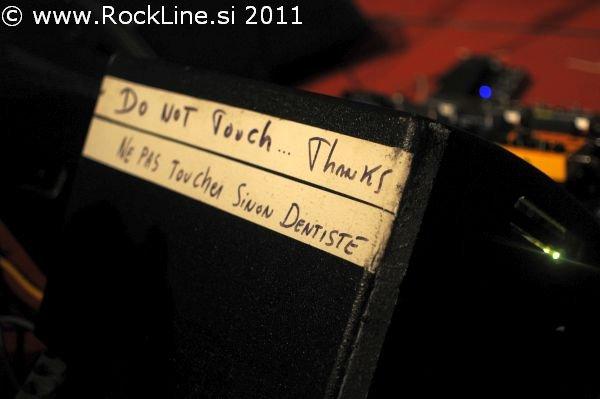 © www.RockLine.si 2011
- DO NOT TOUCH... THANKS
NE PAS TOUCHER SINON DENTISTE